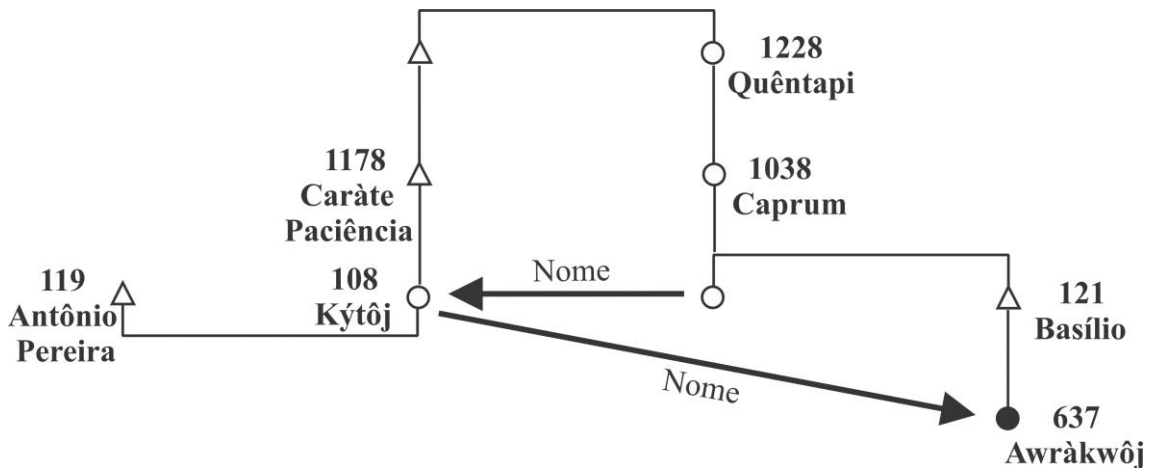 1228
Quêntapi
1178
Caràte
Paciência
1038
Caprum
119
Antônio
Pereira
108
Kýtôj
Nome
121
Basílio
Nome
637
Awràkwôj